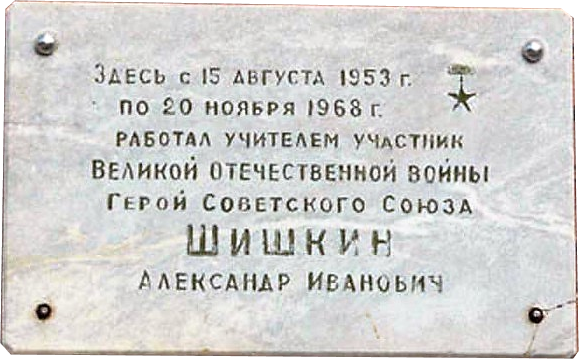 Здесь с 15 августа 1953 г.
по 20 ноября 1968 г.
работал учителем участник
Великой Отечественной войны
Герой Советского Союза
ШИШКИН
Александр Иванович